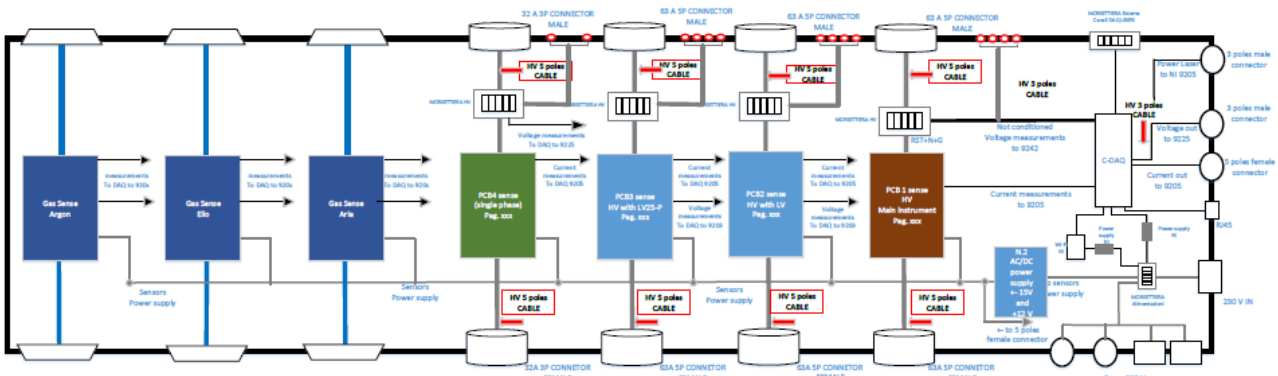 32 A 3P CONNECTOR
MALE
63 A 5P CONNECTOR
MALE
63 A 5P CONNECTOR
MALE
63 A 5P CONNECTOR
MALE
MORSETTIERA Esterna
HV 5 poles
CABLE
HV 5 poles
CABLE
HV 5 poles
CABLE
HV 5 poles
CABLE
Power Laser
to NI 9205
3 poles male
connector
HV 3 poles
CABLE
HV 3 poles
CABLE
MORSETTIERA HV
MORSETTIERA HV
Voltage measurements
To DAQ to 9225
RST+N+G
Not conditioned
Voltage measurements
to 9242
C-DAQ
Voltage out
to 9225
3 poles male
connector
Gas Sense
Argon
measurements
To DAQ to 920x
Gas Sense
Elio
measurements
To DAQ to 920x
Gas Sense
Aria
measurements
To DAQ to 920x
PCB4 sense
(single phase)
Pag. xxx
Current
measurements
To DAQ 9205
PCB3 sense
HV with LV25-P
Pag. xxx
Current
measurements
To DAQ to 9205
Voltage
measurements
To DAQ to 9208
PCB2 sense
HV with LV
Pag. xxx
Current
measurements
To DAQ to 9205
Voltage
measurements
To DAQ to 9208
PCB 1 sense
HV
Main Instrument
Pag. xxx
Current measurements
to 9205
Current out
to 9205
5 poles female
connector
RJ45
Power
supply
Power supply
N.2
AC/DC
power
supply
+- 15V
and
+12 V
sensors
power supply
MORSETTIERA
Alimentazioni
230 V IN
Sensors
Power supply
Sensors
Power supply
Sensors
Power supply
HV 5 poles
CABLE
HV 5 poles
CABLE
HV 5 poles
CABLE
HV 5 poles
CABLE
+- to 5 poles
female connector
32A 3P CONNETOR
63A 5P CONNETOR
63A 5P CONNETOR
63A 5P CONNETOR